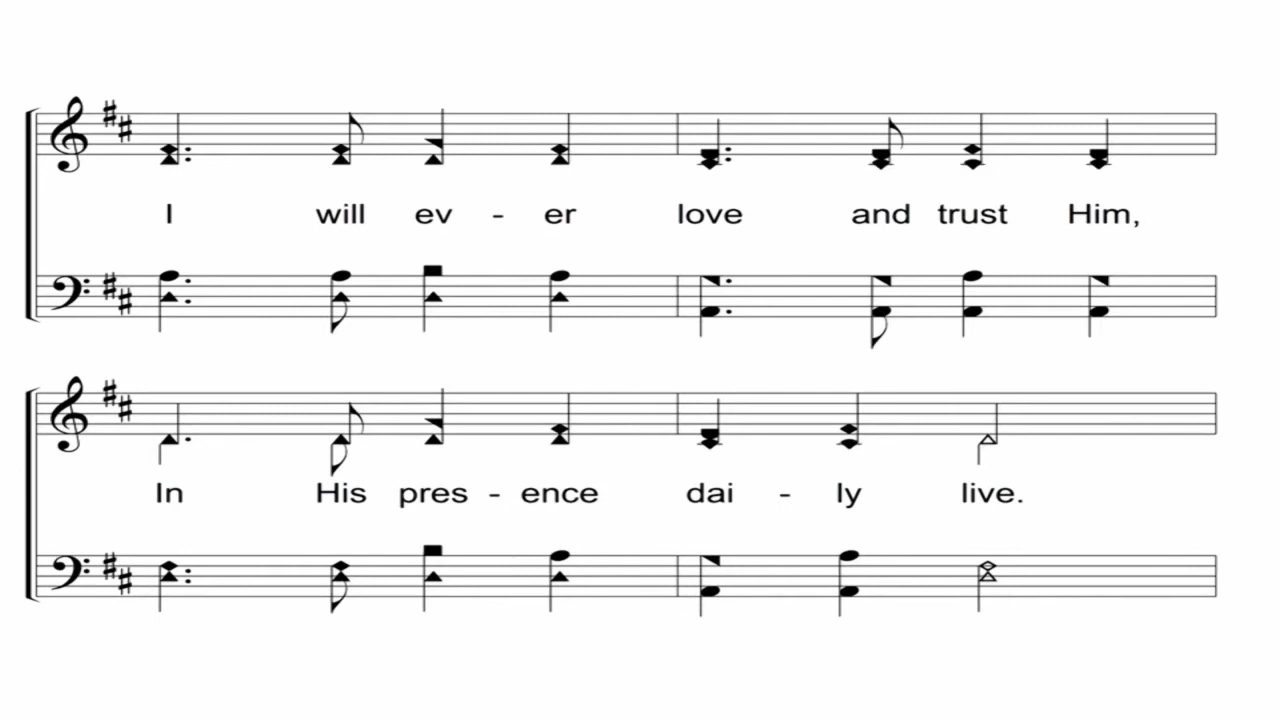 I will ev - er love and trust Him,
In His pres - ence dai - ly live.